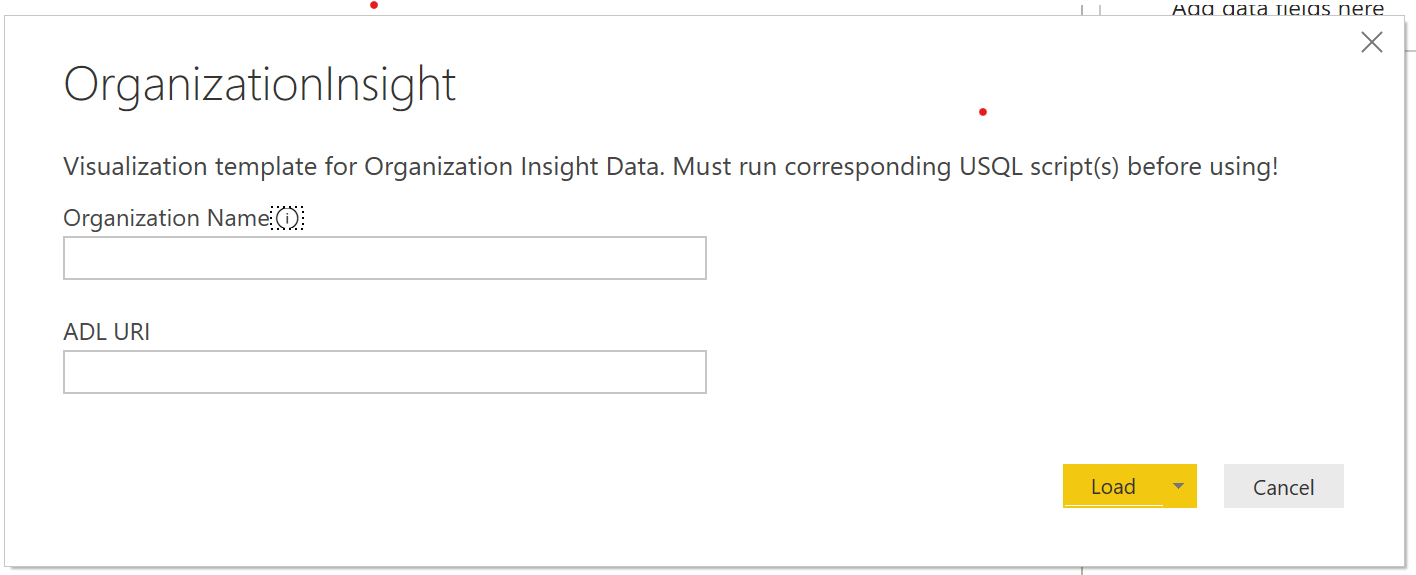 Add data fields here
OrganizationInsight
Visualization template for Organization Insight Data. Must run corresponding USQL script(s) before using!
Organization Name
ADL URI
Load
Cancel